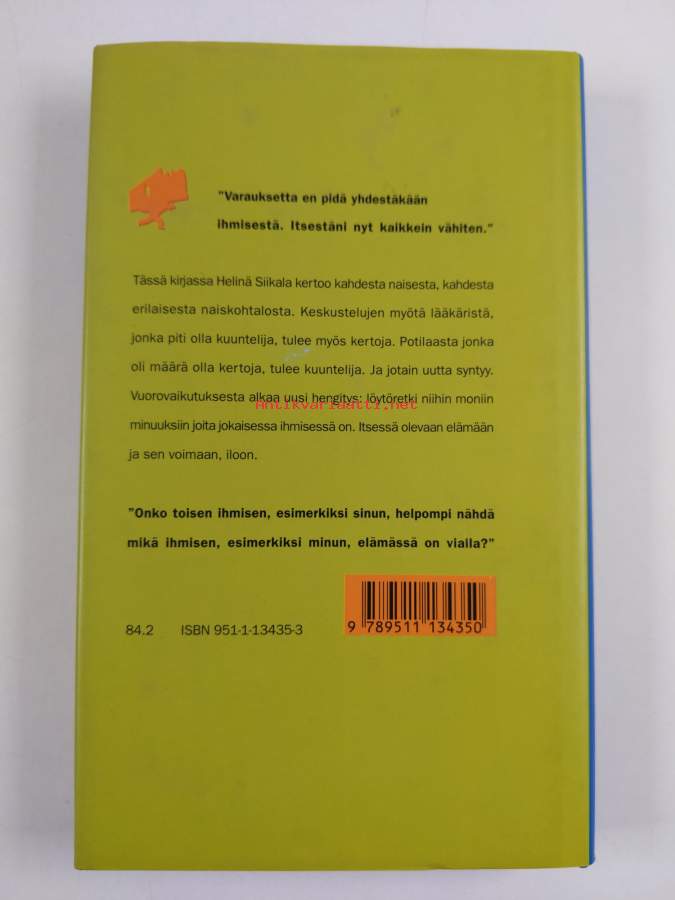 "Varauksetta en pidä yhdestäkään
ihmisestä. Itsestäni nyt kaikkein vähiten."
Tässä kirjassa Helinä Siikala kertoo kahdesta naisesta, kahdesta
erilaisesta naiskohtalosta. Keskustelujen myötä lääkäristä,
jonka piti olla kuuntelija, tulee myös kertoja. Potilaasta jonka
oli määrä olla kertoja, tulee kuuntelija. Ja jotain uutta syntyy.
Vuorovaikutuksesta alkaa uusi hengitys: löytöretki niihin moniin
Antikvariaatti.net
minuuksiin joita jokaisessa ihmisessä on. Itsessä olevaan elämään
ja sen voimaan, iloon.
"Onko toisen ihmisen, esimerkiksi sinun, helpompi nähdä
mikä ihmisen, esimerkiksi minun, elämässä on vialla?"
84.2 ISBN 951-1-13435-3
9 789511 134350